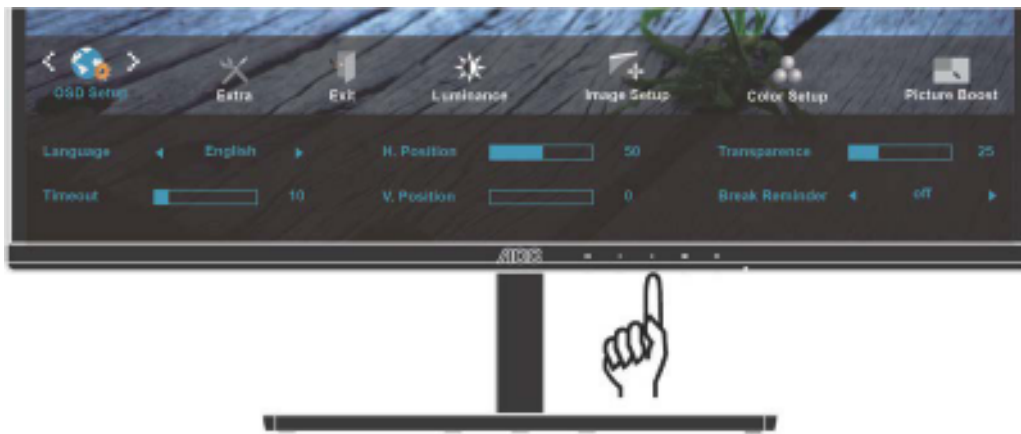 OSD Setup Extra Exit Luminance Image Setup Color Setup Picture Boost
Language English H. Position 50 Transparence 25
Timeout 10 V. Position 0 Break Reminder off
AOC